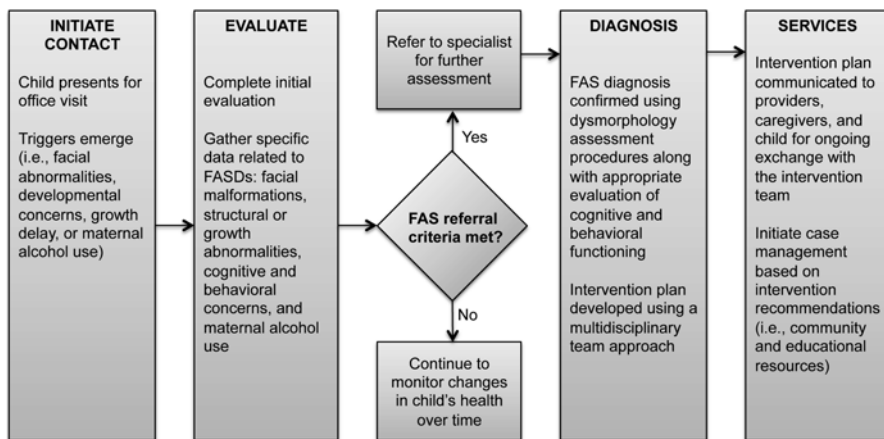 INITIATE
CONTACT
Child presents for
office visit
Triggers emerge
(i.e., facial
abnormalities,
developmental
concerns, growth
delay, or maternal
alcohol use)
EVALUATE
Complete initial
evaluation
Gather specific
data related to
FASDs: facial
malformations,
structural or
growth
abnormalities,
cognitive and
behavioral
concerns, and
maternal alcohol
use
Refer to specialist
for further
assessment
Yes
FAS referral
criteria met?
No
Continue to
monitor changes
in child's health
over time
DIAGNOSIS
FAS diagnosis
confirmed using
dysmorphology
assessment
procedures along
with appropriate
evaluation of
cognitive and
behavioral
functioning
Intervention plan
developed using a
multidisciplinary
team approach
SERVICES
Intervention plan
communicated to
providers,
caregivers, and
child for ongoing
exchange with
the intervention
team
Initiate case
management
based on
intervention
recommendations
(i.e., community
and educational
resources)